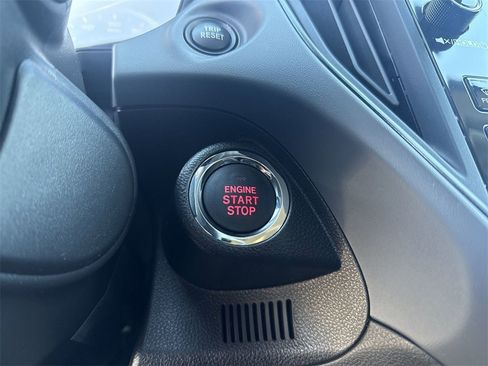 TRIP
RESET
ENGINE
START
STOP